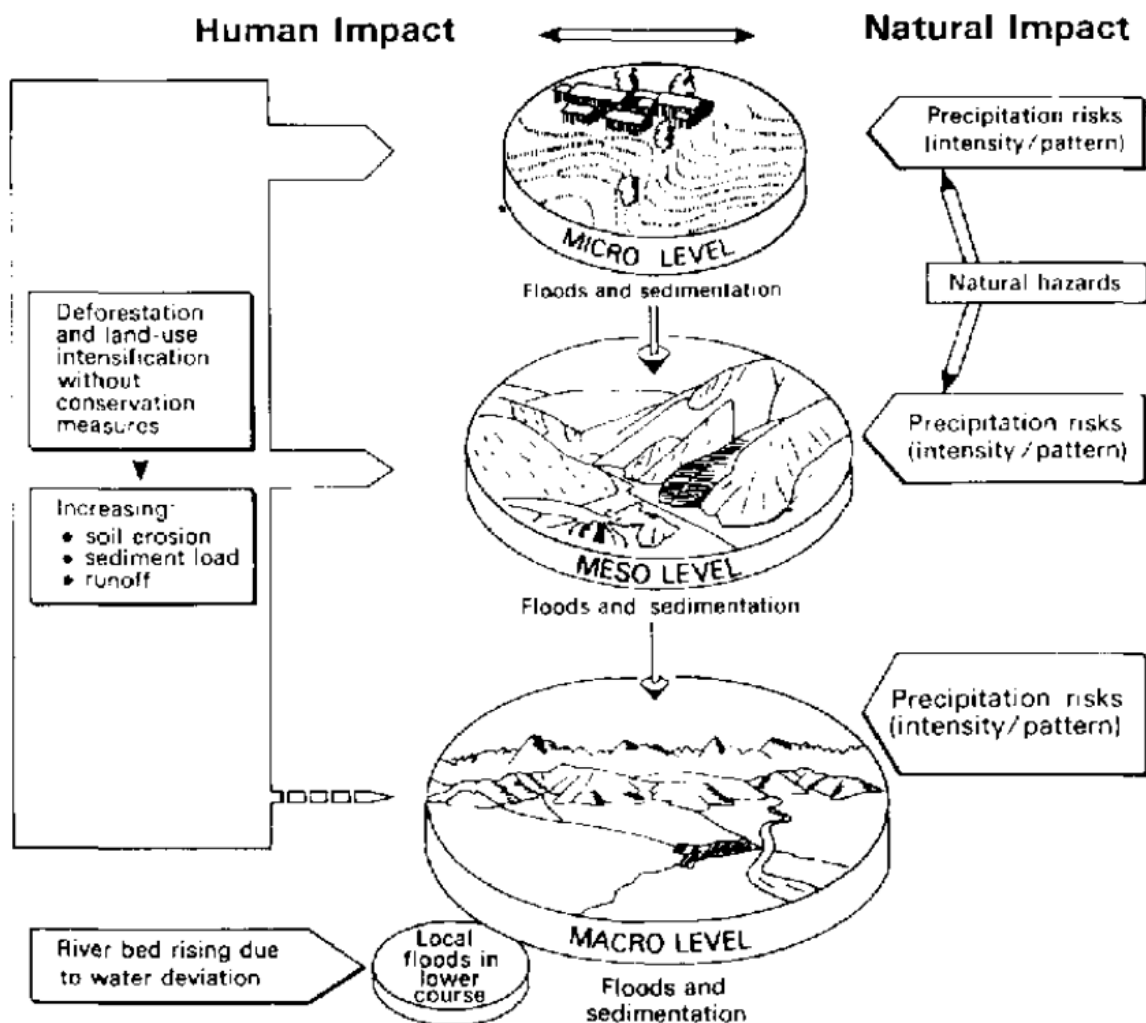 Human Impact
Natural Impact
Precipitation risks
(intensity/pattern)
MICRO LEVEL
Floods and sedimentation
Natural hazards
Deforestation
and land-use
intensification
without
conservation
measures
Precipitation risks
(intensity/pattern)
Increasing:
• soil erosion
• sediment load
• runoff
MESO LEVEL
Floods and sedimentation
Precipitation risks
(intensity/pattern)
MACRO LEVEL
River bed rising due
to water deviation
Local
floods in
lower
course
Floods and
sedimentation